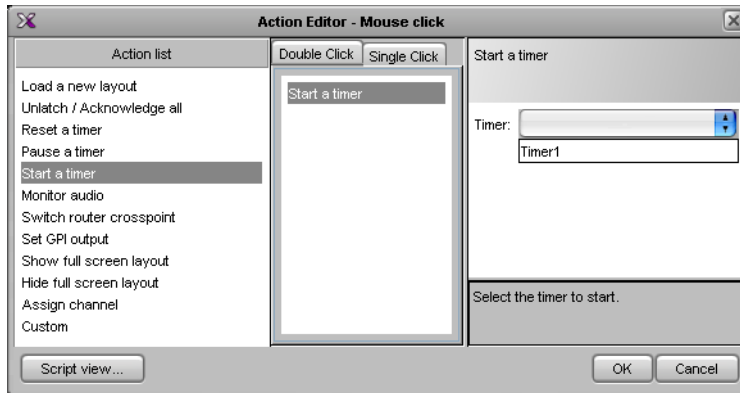 Action Editor - Mouse click
Action list
Load a new layout
Unlatch / Acknowledge all
Reset a timer
Pause a timer
Start a timer
Monitor audio
Switch router crosspoint
Set GPI output
Show full screen layout
Hide full screen layout
Assign channel
Custom
Double Click
Single Click
Start a timer
Start a timer
Timer:
Timer1
Select the timer to start.
Script view...
OK
Cancel